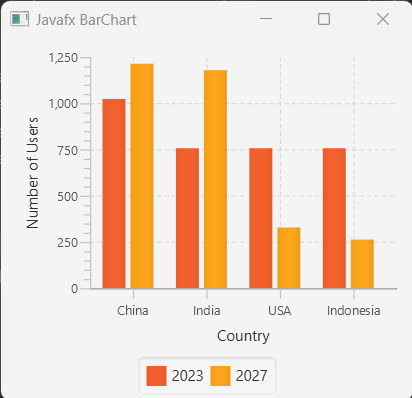 Javafx BarChart
1,250
1,000
750
500
250
0
Number of Users
China India USA Indonesia
Country
2023 2027